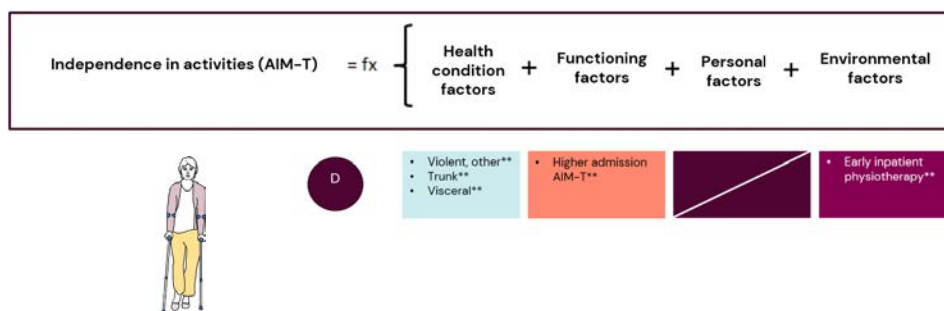 Independence in activities (AIM-T) = fx { Health condition factors + Functioning factors + Personal factors + Environmental factors
D
• Violent, other**
• Trunk**
• Visceral**
• Higher admission
AIM-T**
• Early inpatient
physiotherapy**